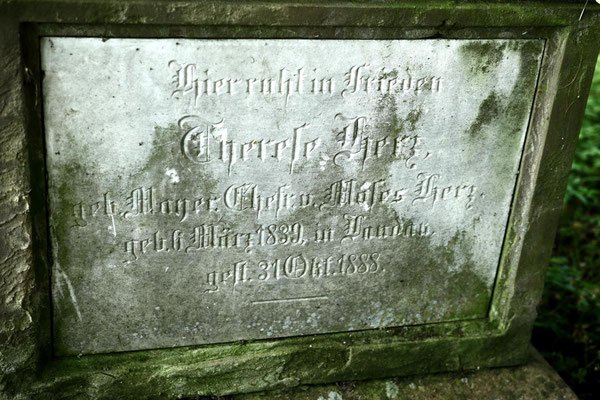 Hier ruht in Frieden
Therese Herz,
geb. Mayer, Ehefr. v. Moses Herz.
geb. 6. März 1839, in Landau,
gest. 31 Okt. 1888.